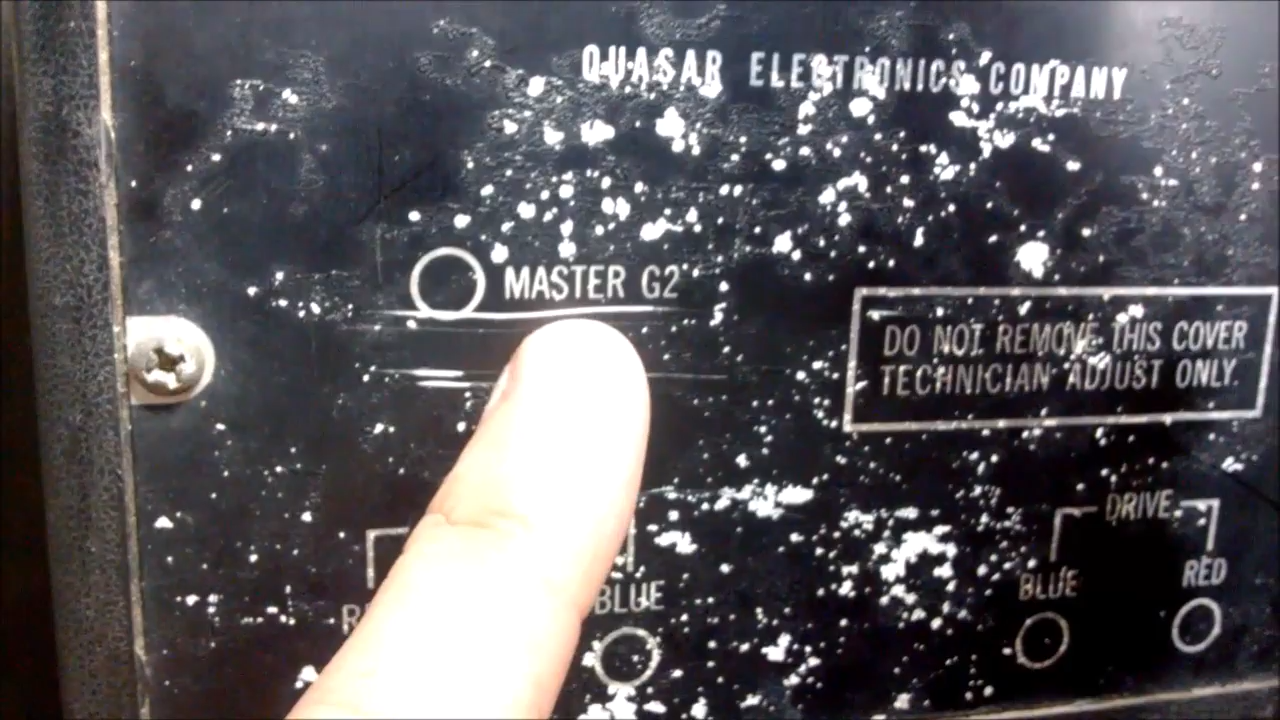 QUASAR ELECTRONICS COMPANY
MASTER G2
DO NOT REMOVE THIS COVER
TECHNICIAN ADJUST ONLY.
DRIVE
BLUE
BLUE
RED